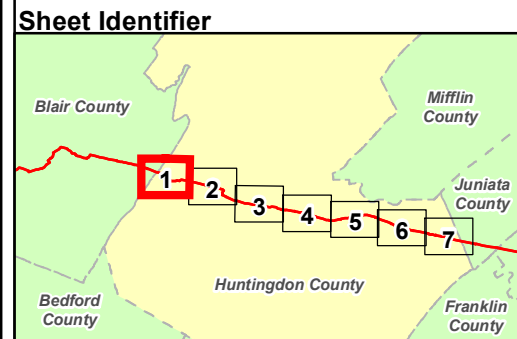 Sheet Identifier
Blair County
Mifflin
County
1
2
3
4
5
6
7
Juniata
County
Huntingdon County
Bedford
County
Franklin
County